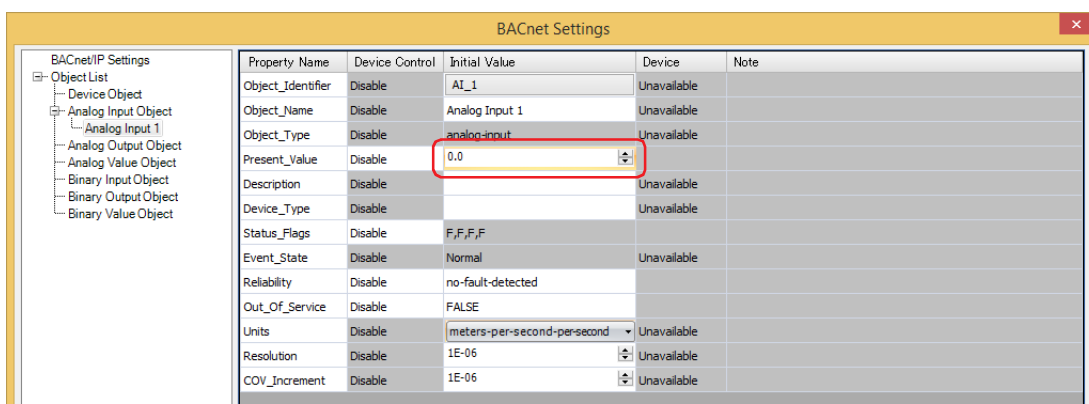 BACnet Settings
BACnet/IP Settings
Object List
Device Object
Analog Input Object
Analog Input 1
Analog Output Object
Analog Value Object
Binary Input Object
Binary Output Object
Binary Value Object
Property Name Device Control Initial Value Device Note
Object_Identifier Disable AI_1 Unavailable
Object_Name Disable Analog Input 1 Unavailable
Object_Type Disable analog-input Unavailable
Present_Value Disable 0.0
Description Disable Unavailable
Device_Type Disable Unavailable
Status_Flags Disable F,F,F,F
Event_State Disable Normal Unavailable
Reliability Disable no-fault-detected
Out_Of_Service Disable FALSE
Units Disable meters-per-second-per-second Unavailable
Resolution Disable 1E-06 Unavailable
COV_Increment Disable 1E-06 Unavailable